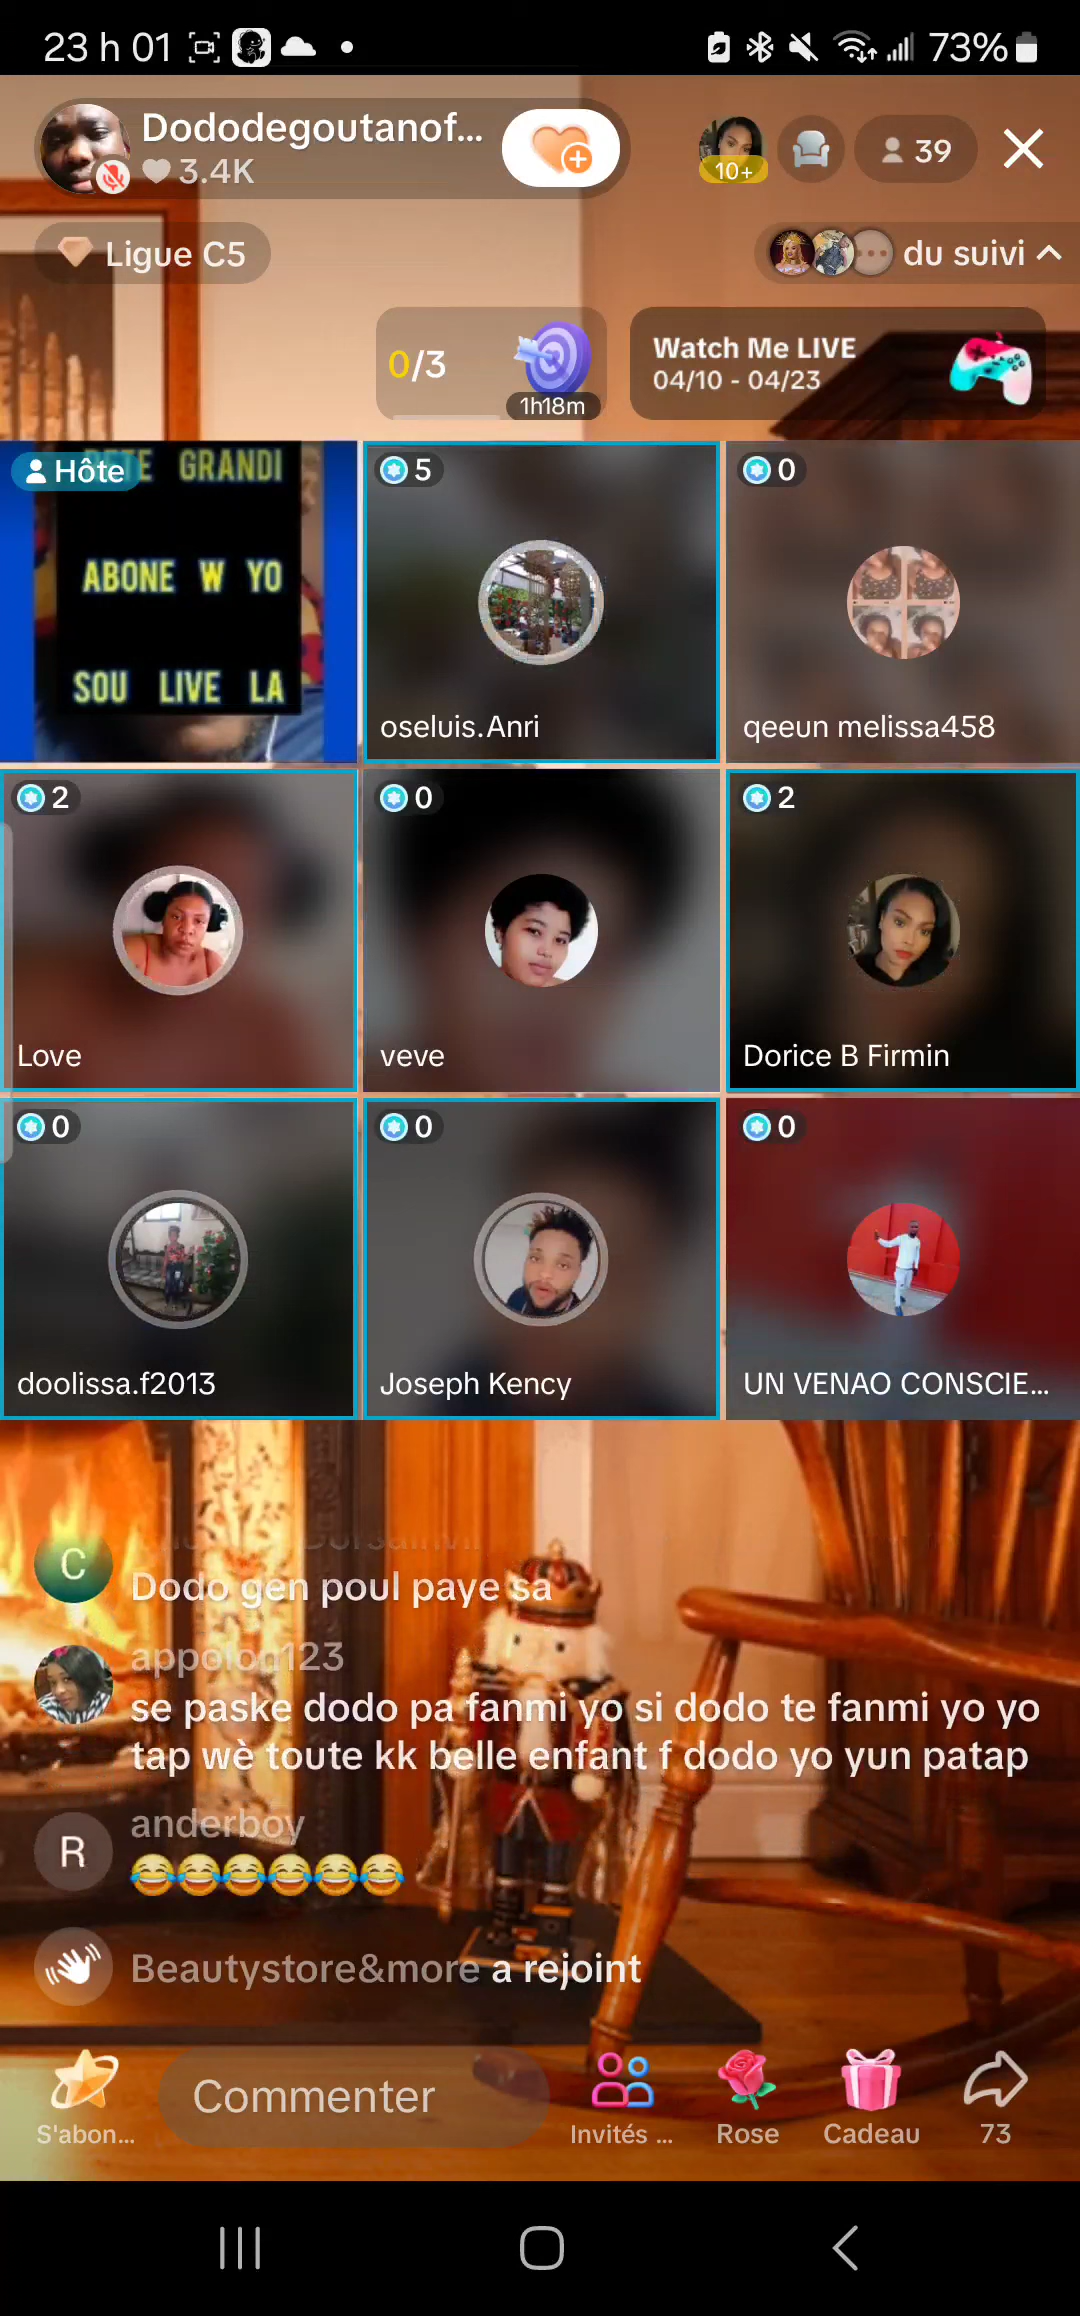 23 h 01
73%
Dododegoutanof...
3.4K
10+
39
Ligue C5
du suivi
0/3
1h18m
Watch Me LIVE
04/10 - 04/23
Hôte
GRANDI
ABONE W YO
SOU LIVE LA
5
oseluis.Anri
0
qeeun melissa458
2
Love
0
veve
2
Dorice B Firmin
0
doolissa.f2013
0
Joseph Kency
0
UN VENAO CONSCIE...
C
Dodo gen poul paye sa
appolon123
se paske dodo pa fanmi yo si dodo te fanmi yo yo
tap wè toute kk belle enfant f dodo yo yun patap
R
anderboy
😂😂😂😂😂😂
Beautystore&more a rejoint
S'abon...
Commenter
Invités ...
Rose
Cadeau
73